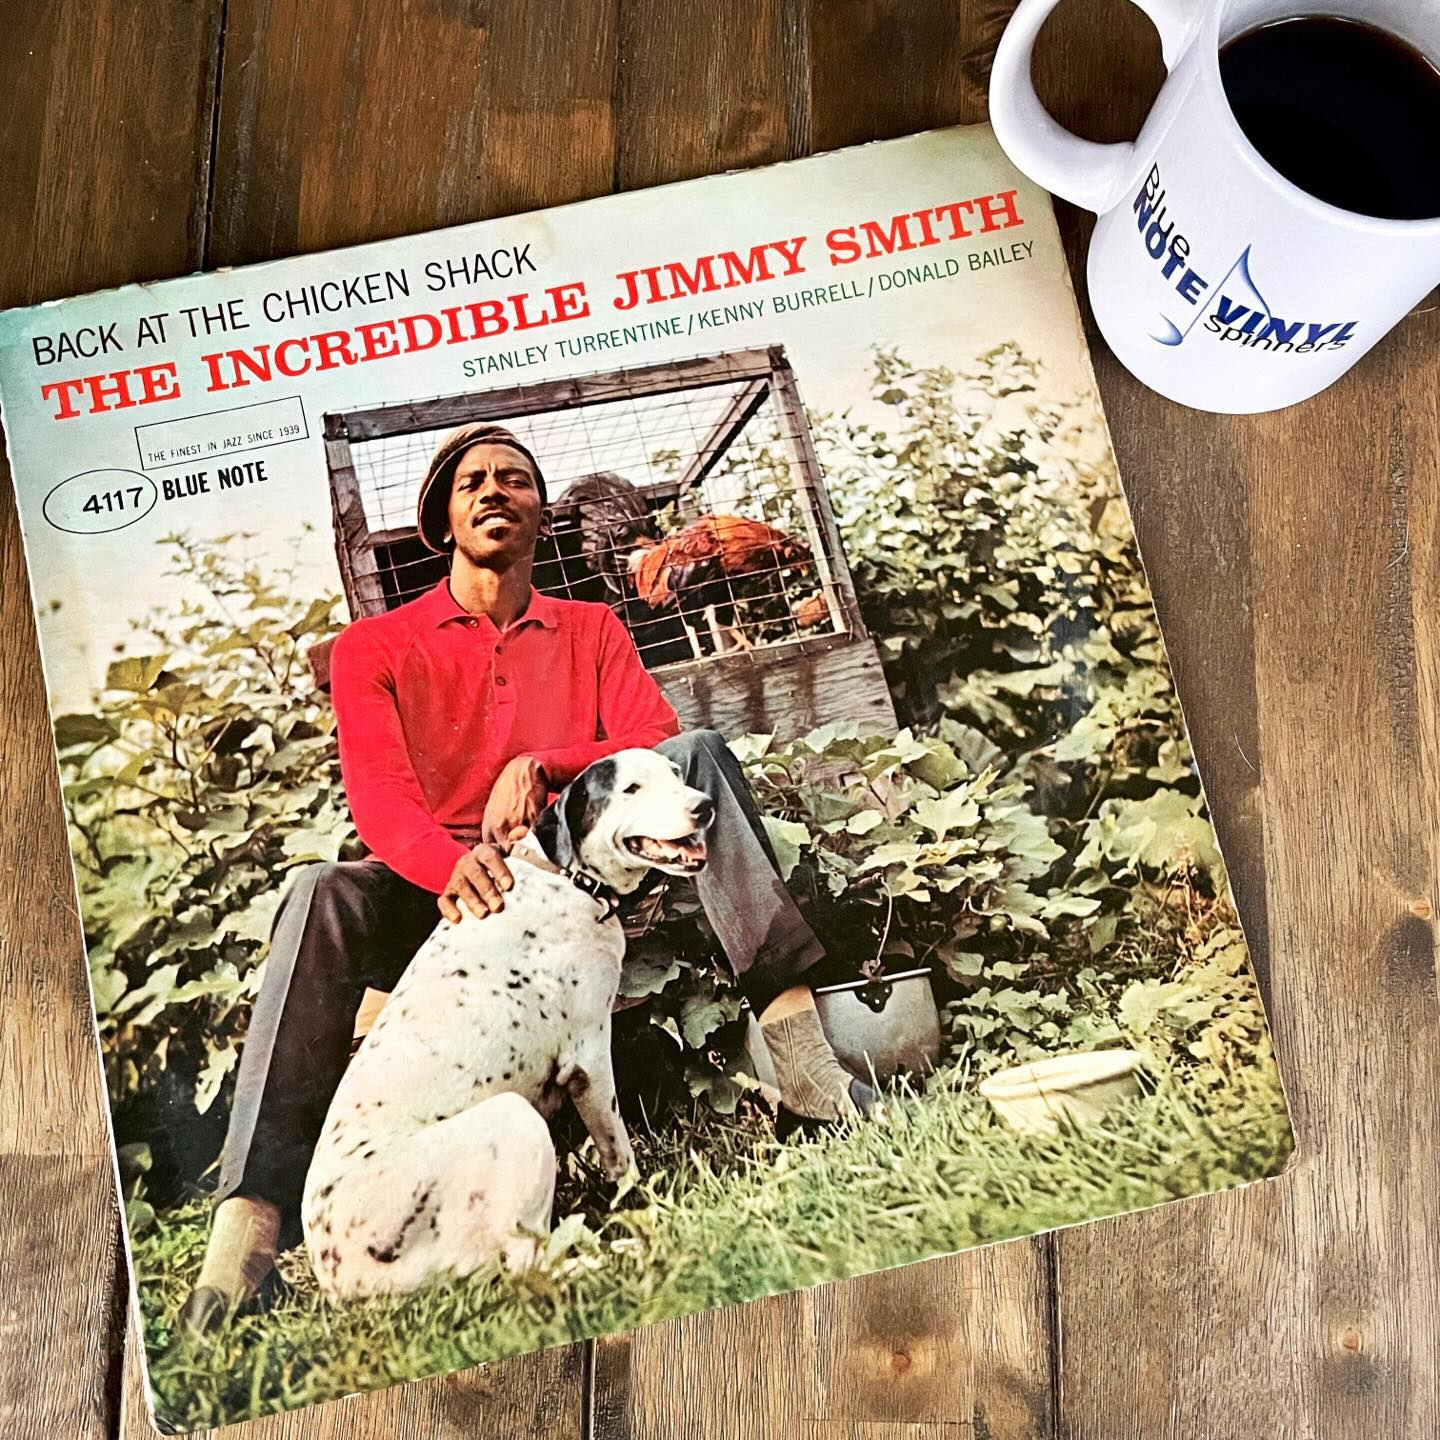 BACK AT THE CHICKEN SHACK
THE INCREDIBLE JIMMY SMITH
STANLEY TURRENTINE/KENNY BURRELL/DONALD BAILEY
THE FINEST IN JAZZ SINCE 1939
4117 BLUE NOTE
Blue
NOTE
VINYL
spinners